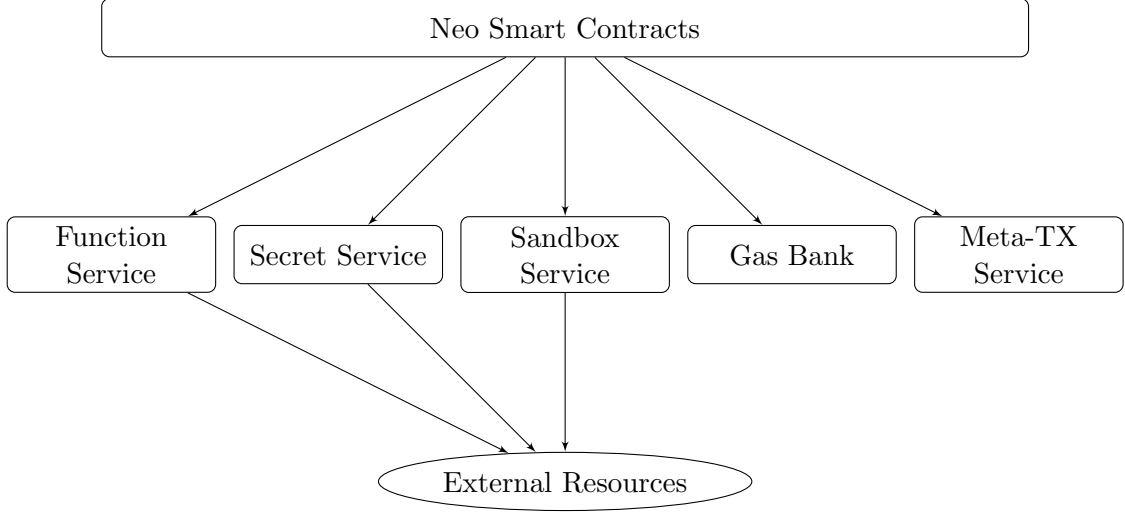 Neo Smart Contracts
Function
Service
Secret Service
Sandbox
Service
Gas Bank
Meta-TX
Service
External Resources